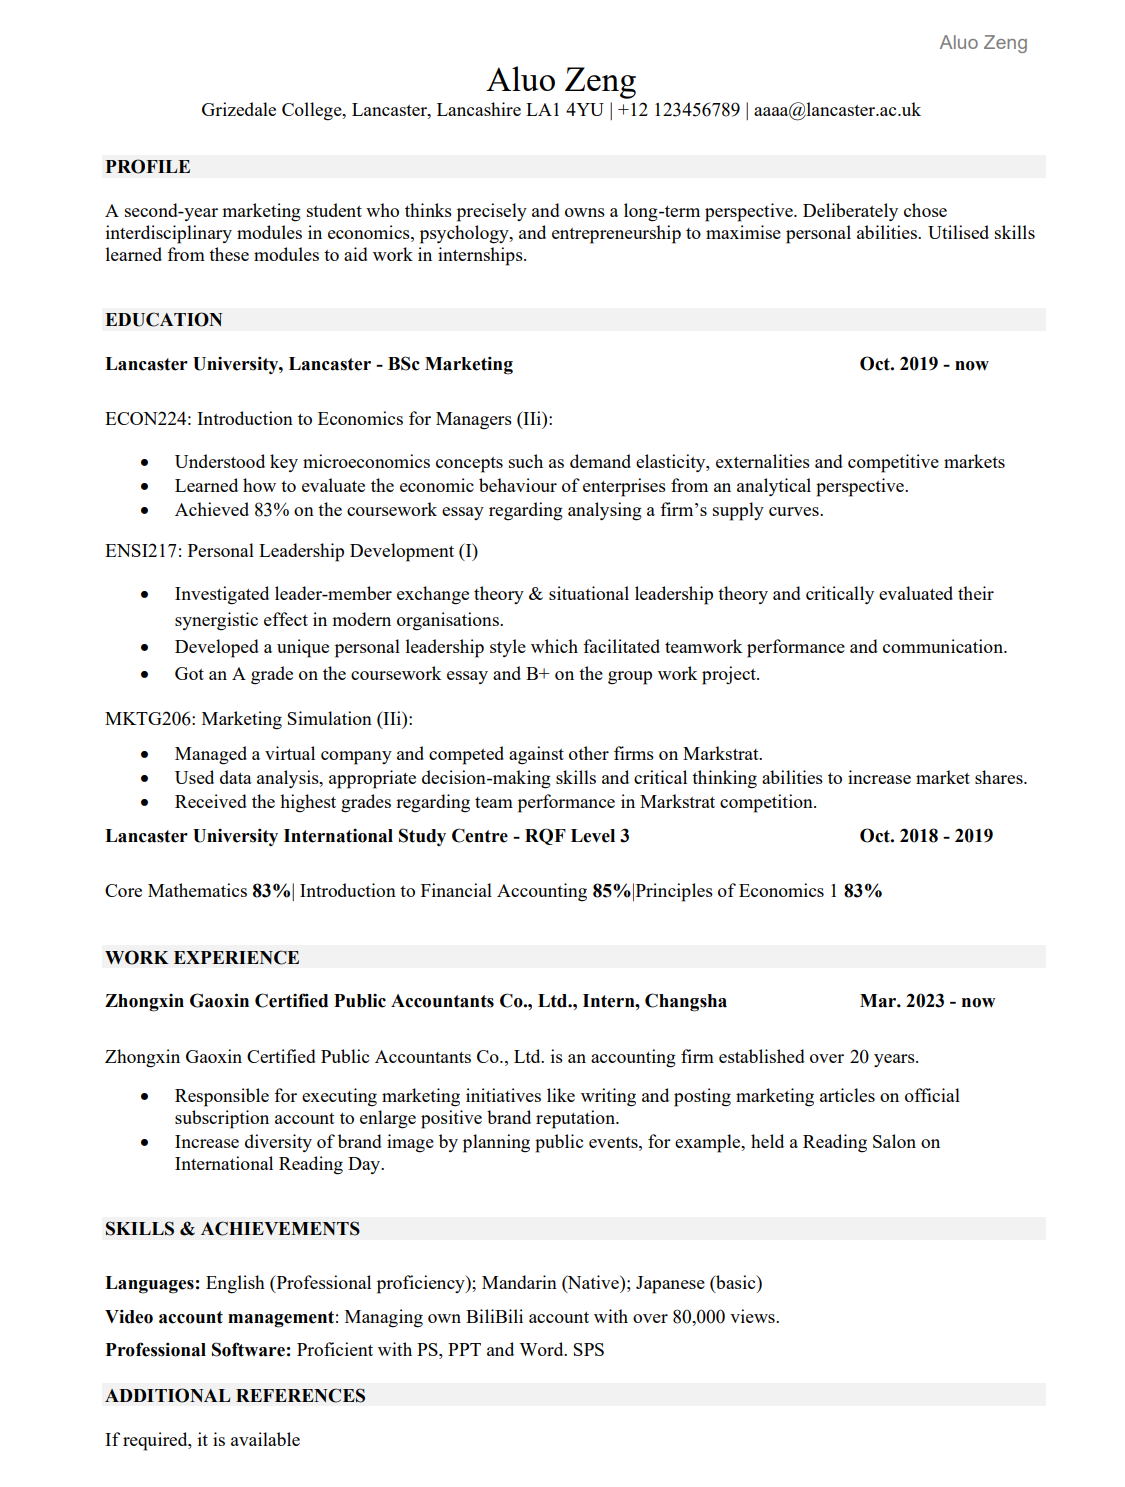 Aluo Zeng
Aluo Zeng
Grizedale College, Lancaster, Lancashire LA1 4YU | +12 123456789 | aaaa@lancaster.ac.uk
PROFILE
A second-year marketing student who thinks precisely and owns a long-term perspective. Deliberately chose
interdisciplinary modules in economics, psychology, and entrepreneurship to maximise personal abilities. Utilised skills
learned from these modules to aid work in internships.
EDUCATION
Lancaster University, Lancaster - BSc Marketing Oct. 2019 - now
ECON224: Introduction to Economics for Managers (IIi):
• Understood key microeconomics concepts such as demand elasticity, externalities and competitive markets
• Learned how to evaluate the economic behaviour of enterprises from an analytical perspective.
• Achieved 83% on the coursework essay regarding analysing a firm’s supply curves.
ENSI217: Personal Leadership Development (I)
• Investigated leader-member exchange theory & situational leadership theory and critically evaluated their
synergistic effect in modern organisations.
• Developed a unique personal leadership style which facilitated teamwork performance and communication.
• Got an A grade on the coursework essay and B+ on the group work project.
MKTG206: Marketing Simulation (IIi):
• Managed a virtual company and competed against other firms on Markstrat.
• Used data analysis, appropriate decision-making skills and critical thinking abilities to increase market shares.
• Received the highest grades regarding team performance in Markstrat competition.
Lancaster University International Study Centre - RQF Level 3 Oct. 2018 - 2019
Core Mathematics 83%| Introduction to Financial Accounting 85%|Principles of Economics 1 83%
WORK EXPERIENCE
Zhongxin Gaoxin Certified Public Accountants Co., Ltd., Intern, Changsha Mar. 2023 - now
Zhongxin Gaoxin Certified Public Accountants Co., Ltd. is an accounting firm established over 20 years.
• Responsible for executing marketing initiatives like writing and posting marketing articles on official
subscription account to enlarge positive brand reputation.
• Increase diversity of brand image by planning public events, for example, held a Reading Salon on
International Reading Day.
SKILLS & ACHIEVEMENTS
Languages: English (Professional proficiency); Mandarin (Native); Japanese (basic)
Video account management: Managing own BiliBili account with over 80,000 views.
Professional Software: Proficient with PS, PPT and Word. SPS
ADDITIONAL REFERENCES
If required, it is available